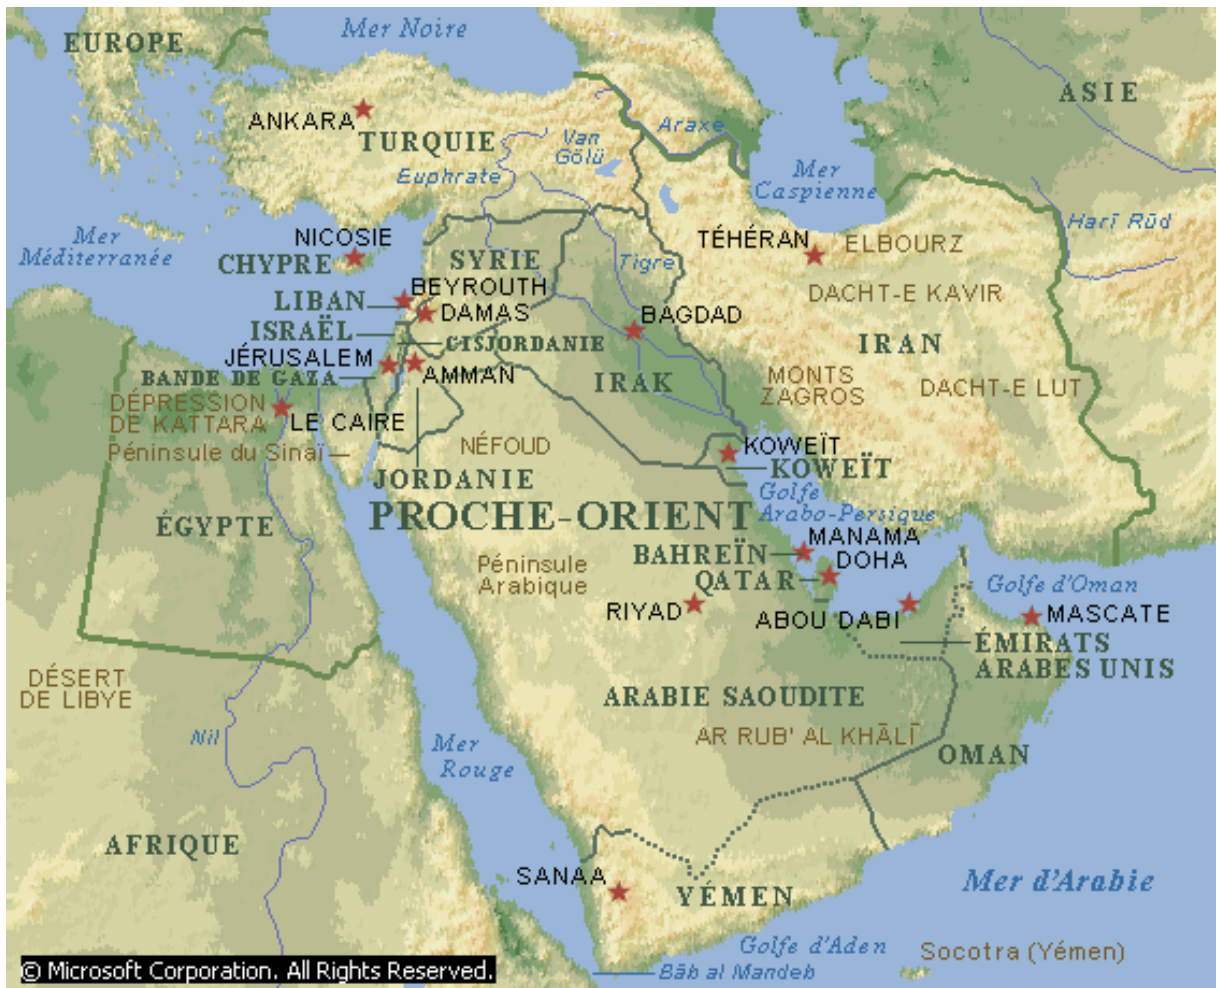 Mer Noire
EUROPE
ASIE
ANKARA
TURQUIE
Van
Gölü
Araxe
Euphrate
Mer
Caspienne
Mer
Méditerranée
NICOSIE
CHYPRE
SYRIE
Tigre
TÉHÉRAN
ELBOURZ
Harī Rūd
BEYROUTH
LIBAN
DAMAS
DACHT-E KAVIR
BAGDAD
ISRAËL
CISJORDANIE
IRAN
JÉRUSALEM
BANDE DE GAZA
AMMAN
IRAK
MONTS
ZAGROS
DACHT-E LUT
DÉPRESSION
DE KATTARA
LE CAIRE
Péninsule du Sinaï
NÉFOUD
KOWEÏT
KOWEÏT
JORDANIE
Golfe
Arabo-Persique
PROCHE-ORIENT
ÉGYPTE
MANAMA
BAHREÏN
DOHA
QATAR
Péninsule
Arabique
Golfe d'Oman
RIYAD
ABOU DABI
MASCATE
ÉMIRATS
ARABES UNIS
DÉSERT
DE LIBYE
ARABIE SAOUDITE
AR RUB' AL KHĀLĪ
Nil
Mer
Rouge
OMAN
AFRIQUE
SANAA
YÉMEN
Mer d'Arabie
Golfe d'Aden
Socotra (Yémen)
Bāb al Mandeb
© Microsoft Corporation. All Rights Reserved.